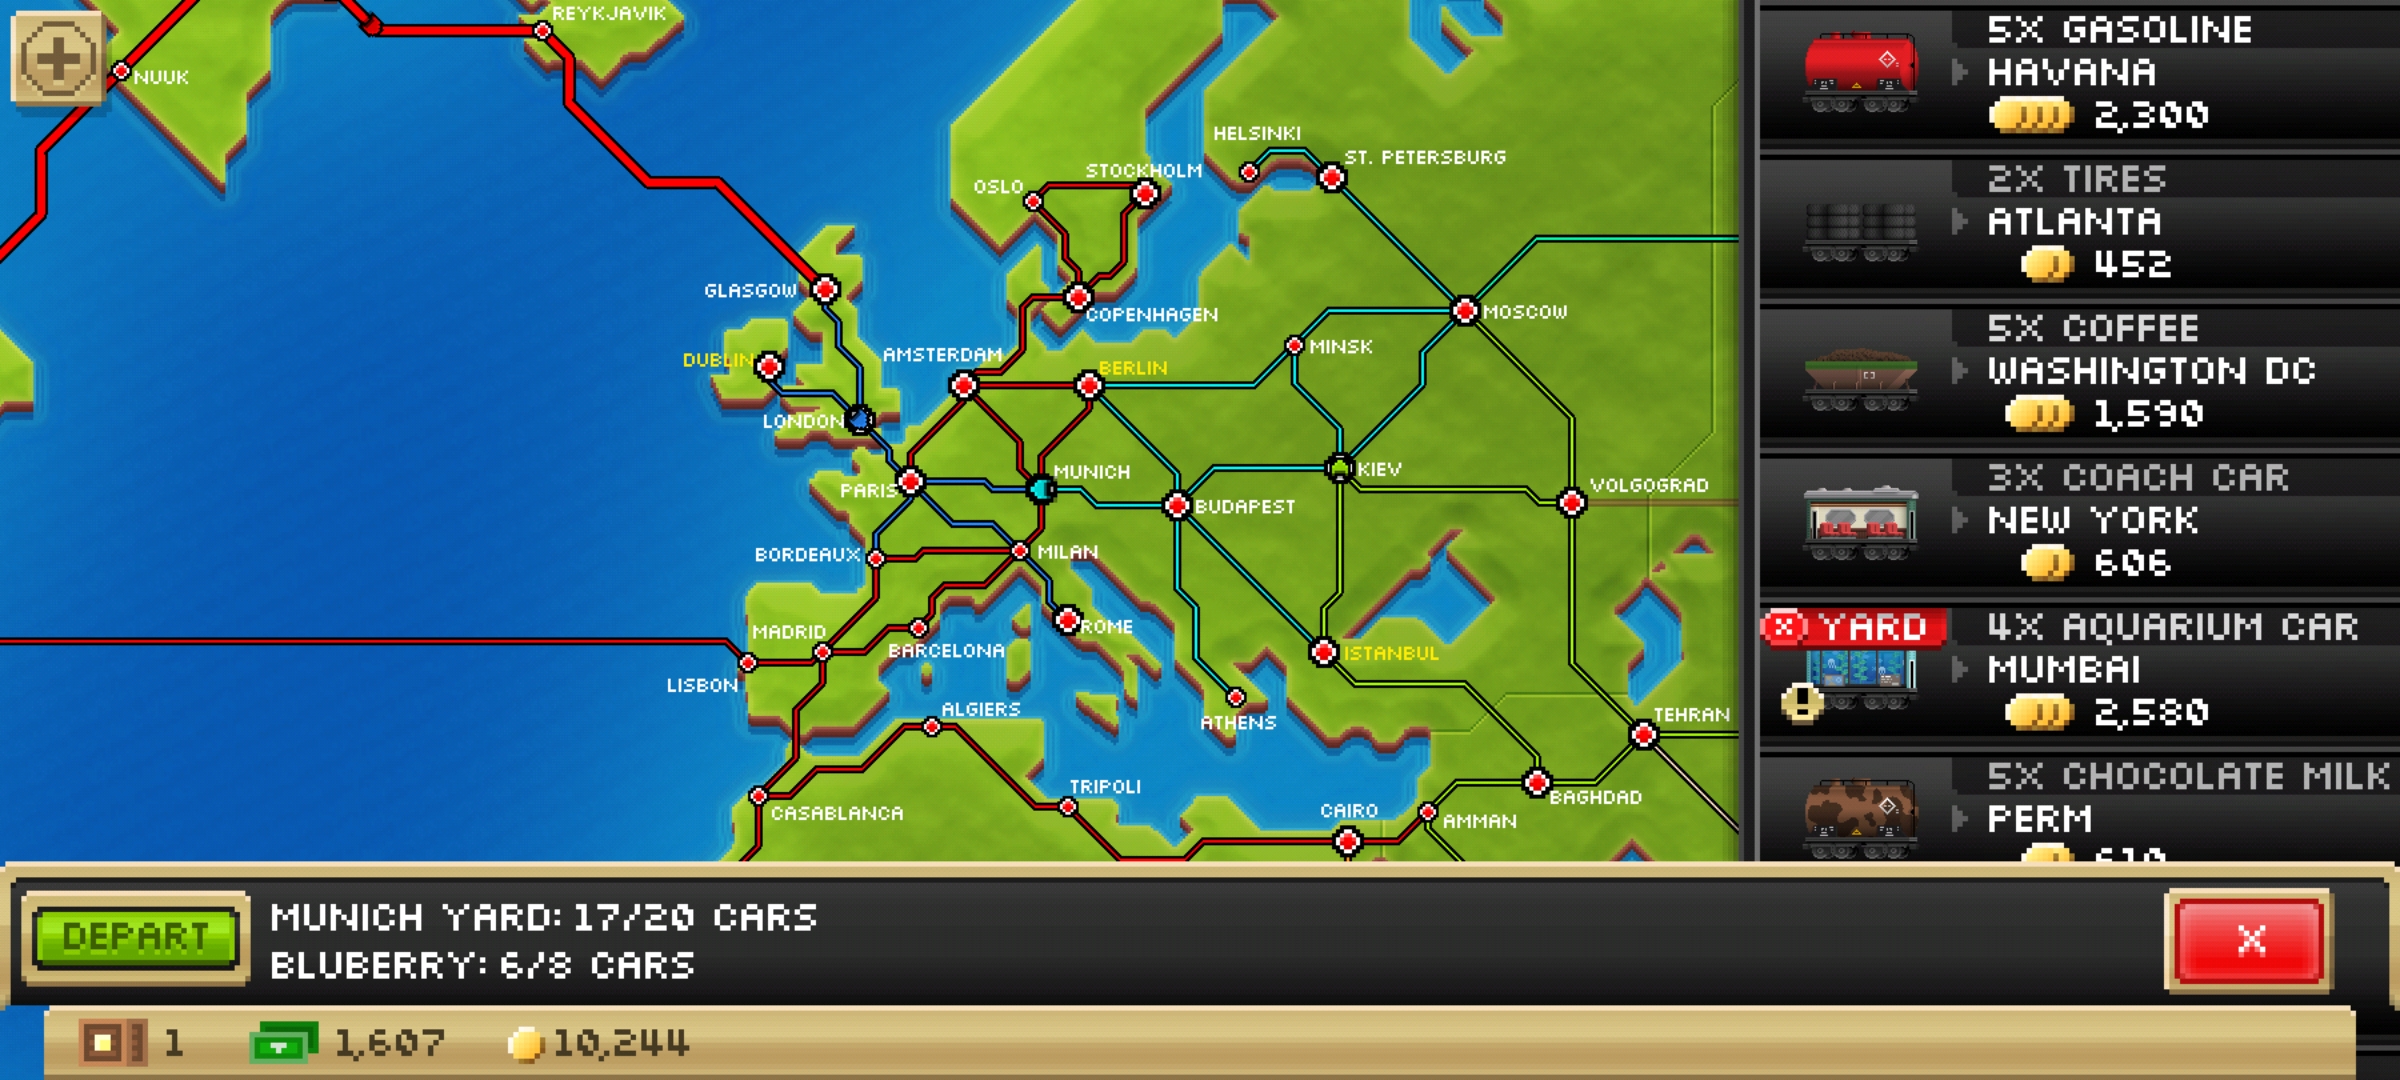 REYKJAVIK
NUUK
HELSINKI
ST. PETERSBURG
STOCKHOLM
OSLO
GLASGOW
COPENHAGEN
MOSCOW
AMSTERDAM
MINSK
DUBLIN
BERLIN
LONDON
MUNICH
KIEV
PARIS
VOLGOGRAD
BUDAPEST
BORDEAUX
MILAN
MADRID
ROME
BARCELONA
ISTANBUL
LISBON
ALGIERS
ATHENS
TEHRAN
TRIPOLI
BAGHDAD
CASABLANCA
CAIRO
AMMAN
5X GASOLINE
HAVANA
2,300
2X TIRES
ATLANTA
452
5X COFFEE
WASHINGTON DC
1,590
3X COACH CAR
NEW YORK
606
X YARD
4X AQUARIUM CAR
MUMBAI
!
2,580
5X CHOCOLATE MILK
PERM
DEPART
MUNICH YARD: 17/20 CARS
BLUBERRY: 6/8 CARS
X
1
1,607
10,244